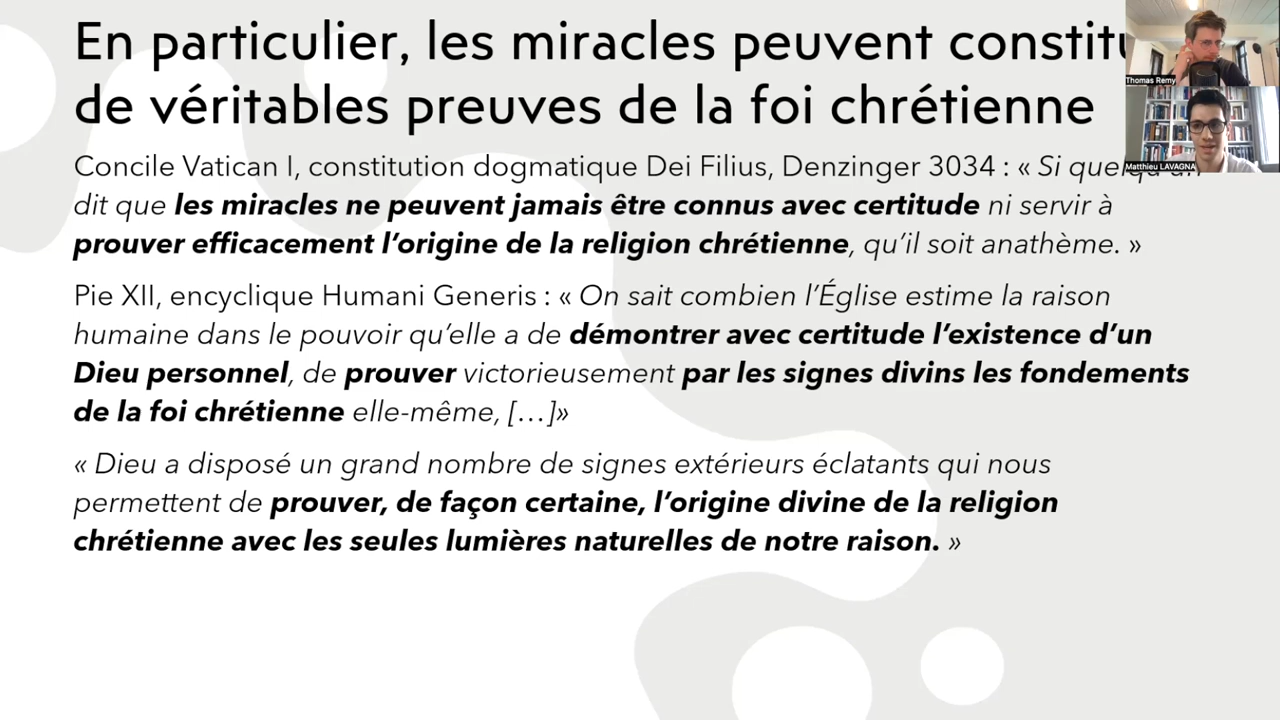 En particulier, les miracles peuvent constitu
de véritables preuves de la foi chrétienne
Thomas Remy
Matthieu LAVAGNA
Concile Vatican I, constitution dogmatique Dei Filius, Denzinger 3034 : « Si quelqu'un
dit que les miracles ne peuvent jamais être connus avec certitude ni servir à
prouver efficacement l'origine de la religion chrétienne, qu'il soit anathème. »
Pie XII, encyclique Humani Generis : « On sait combien l'Église estime la raison
humaine dans le pouvoir qu'elle a de démontrer avec certitude l'existence d'un
Dieu personnel, de prouver victorieusement par les signes divins les fondements
de la foi chrétienne elle-même, […]»
« Dieu a disposé un grand nombre de signes extérieurs éclatants qui nous
permettent de prouver, de façon certaine, l'origine divine de la religion
chrétienne avec les seules lumières naturelles de notre raison. »